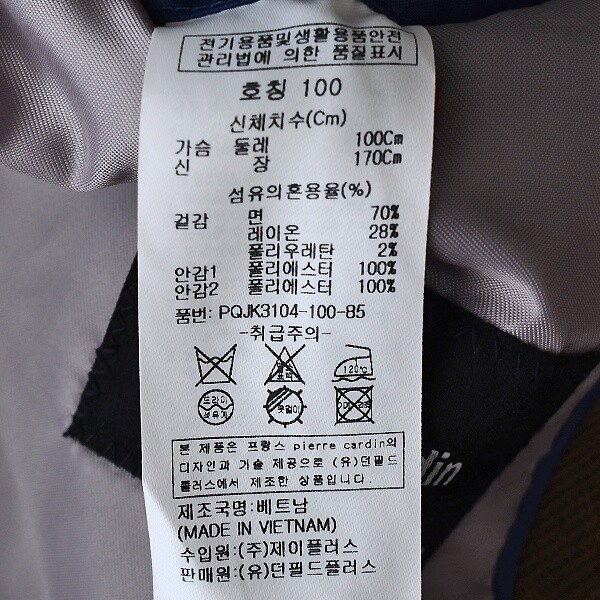 전기용품및생활용품안전
관리법에 의한 품질표시
호칭 100
신체치수(Cm)
가슴 둘레 100Cm
신 장 170Cm
섬유의혼용율(%)
겉감 면 70%
레이온 28%
폴리우레탄 2%
안감1 폴리에스터 100%
안감2 폴리에스터 100%
품번: PQJK3104-100-85
-취급주의-
120℃
드라이
석유계
옷걸이
본 제품은 프랑스 pierre cardin의
디자인과 기술 제공으로 (유)던필드
플러스에서 제조한 상품입니다.
제조국명:베트남
(MADE IN VIETNAM)
수입원:(주)제이플러스
판매원:(유)던필드플러스